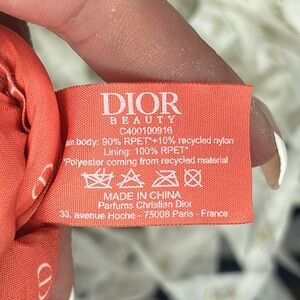 DIOR
BEAUTY
C400100916
in body: 90% RPET*+10% recycled nylon
Lining: 100% RPET*
*Polyester coming from recycled material
MADE IN CHINA
Parfums Christian Dior
33, avenue Hoche - 75008 Paris - France